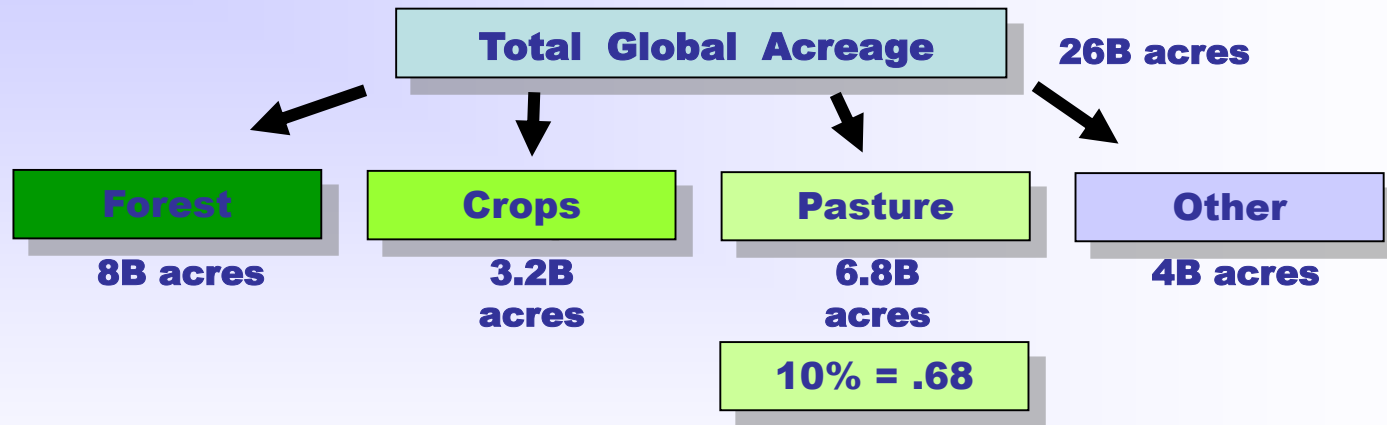 Total Global Acreage
26B acres
Forest
Crops
Pasture
Other
8B acres
3.2B
acres
6.8B
acres
4B acres
10% = .68